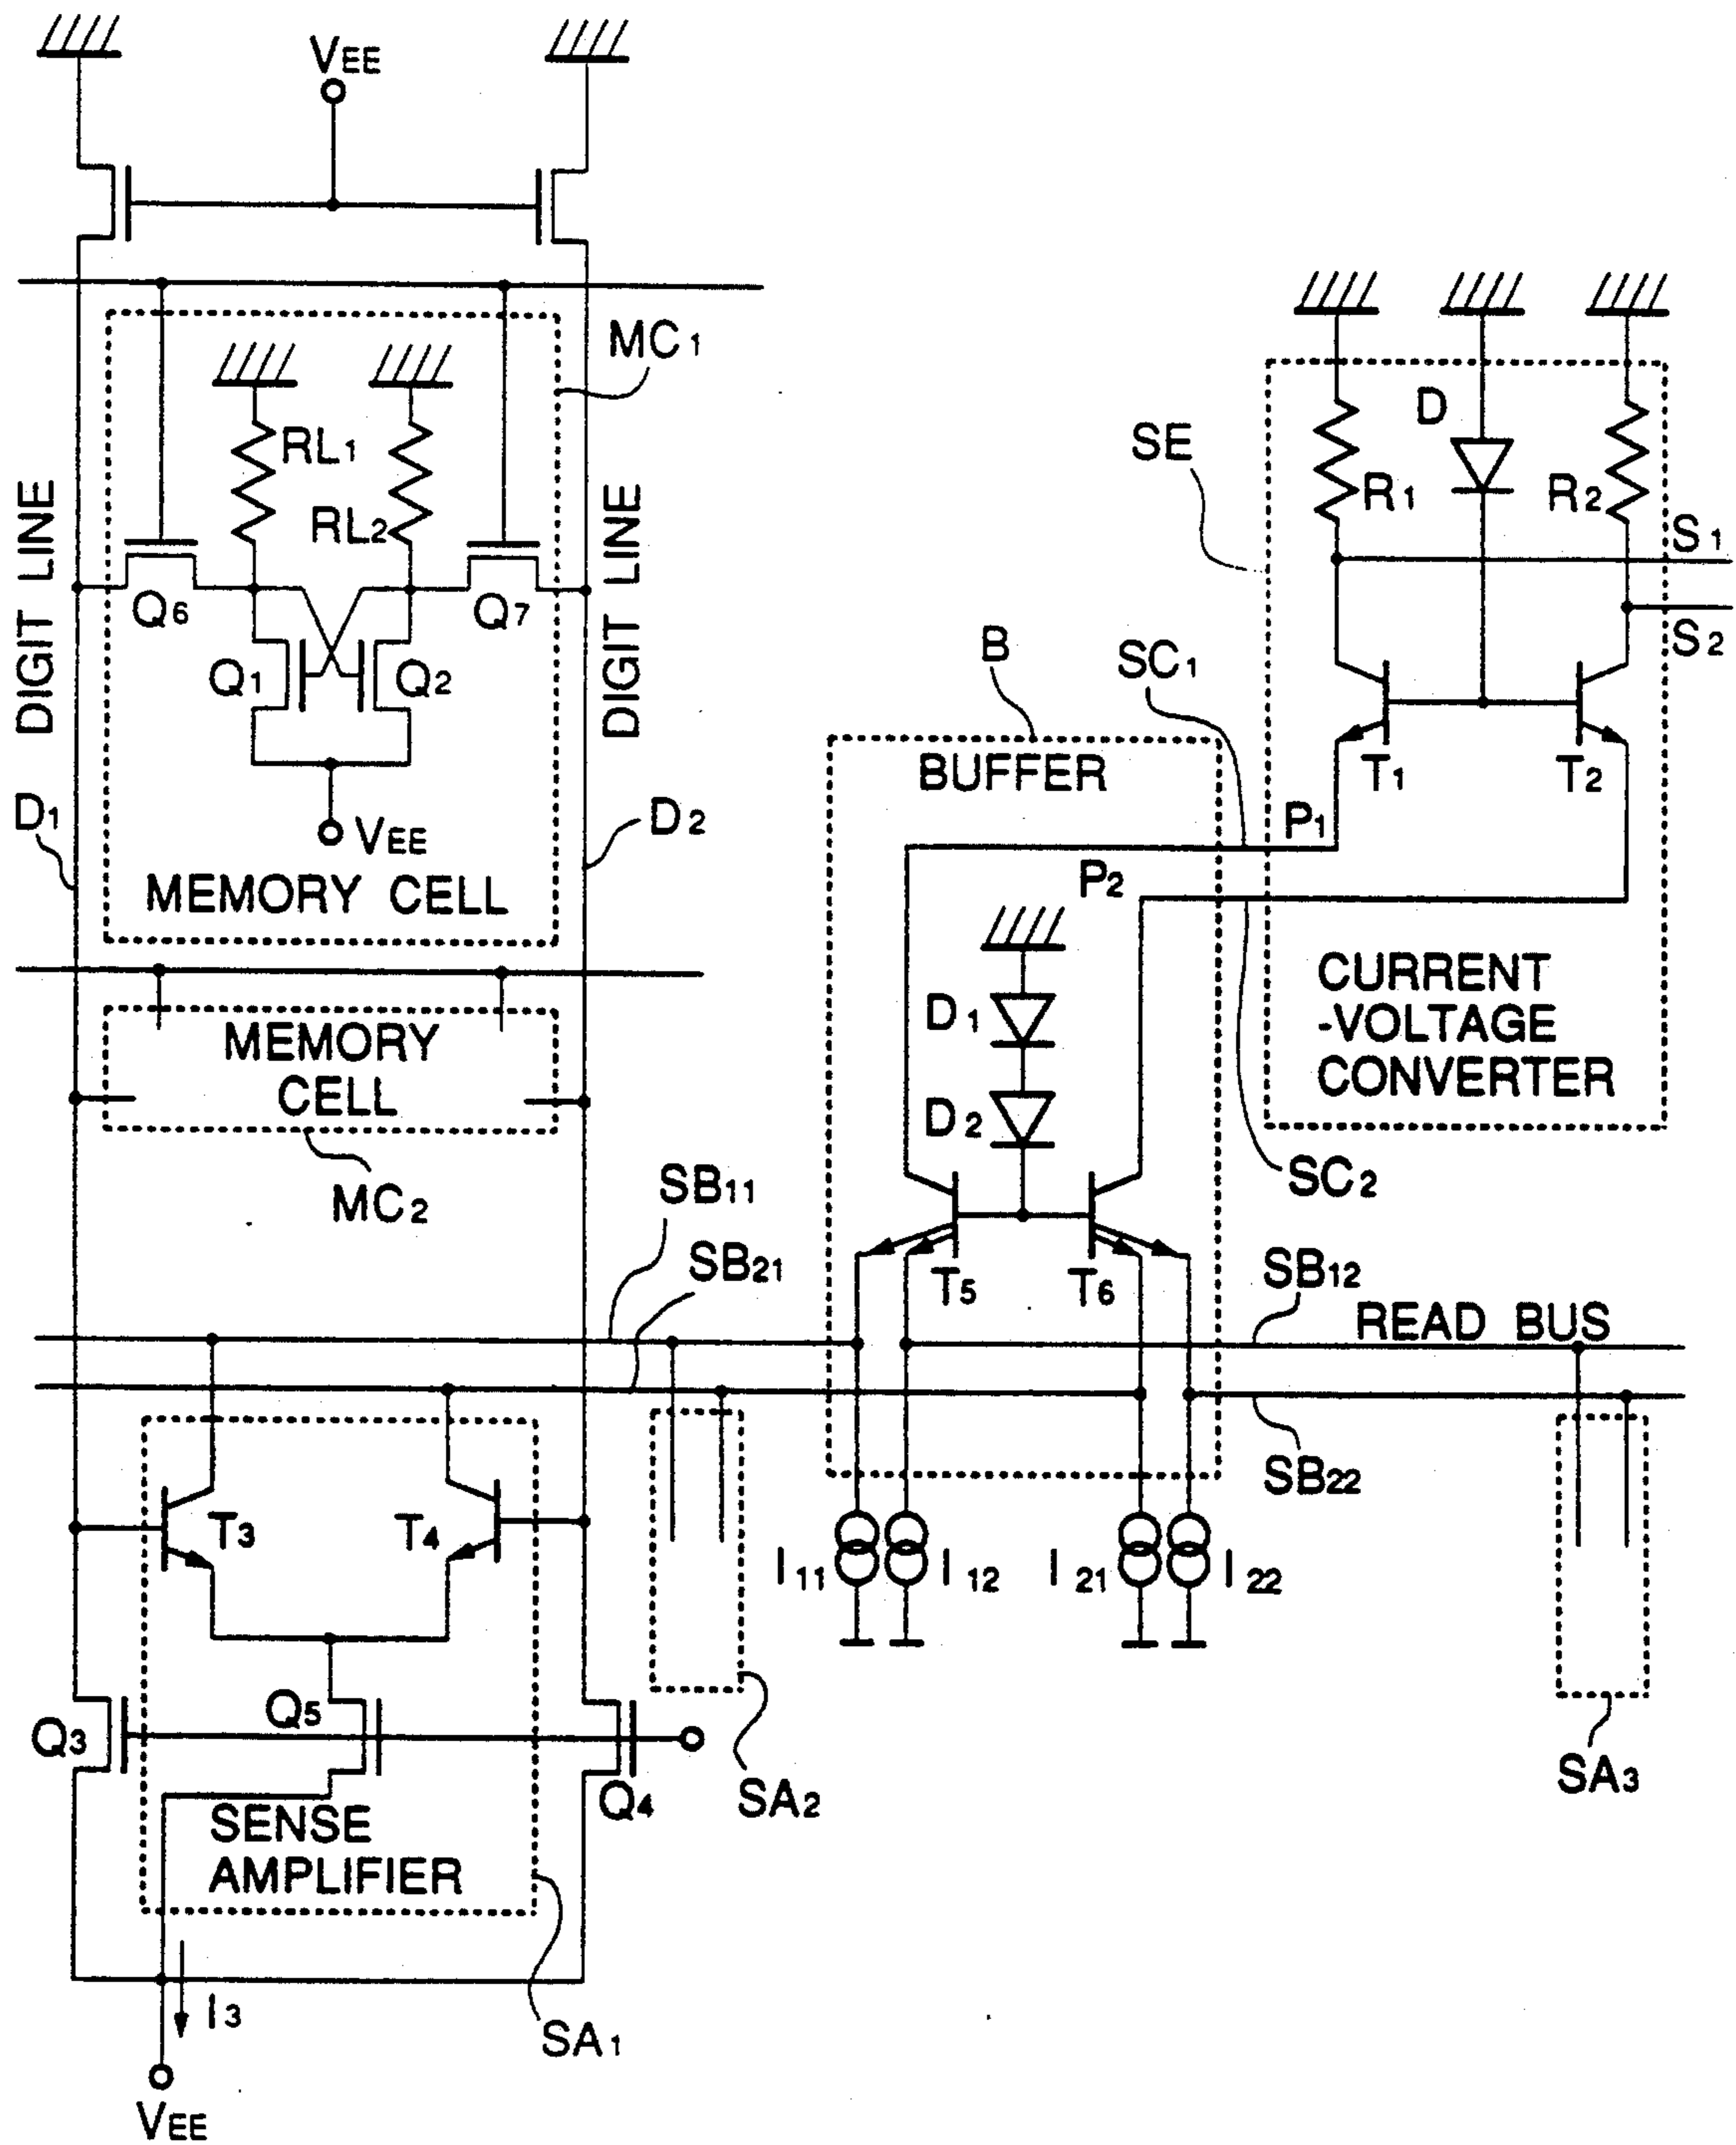 VEE
MC1
RL1
RL2
Q6
Q7
Q1
Q2
VEE
MEMORY CELL
DIGIT LINE
DIGIT LINE
D1
D2
MEMORY
CELL
MC2
SB11
SB21
T3
T4
Q3
Q5
Q4
SENSE
AMPLIFIER
SA1
SA2
I3
VEE
B
BUFFER
SC1
P1
P2
D1
D2
T5
T6
SC2
SB12
READ BUS
SB22
I11
I12
I21
I22
SA3
SE
D
R1
R2
S1
S2
T1
T2
CURRENT
-VOLTAGE
CONVERTER